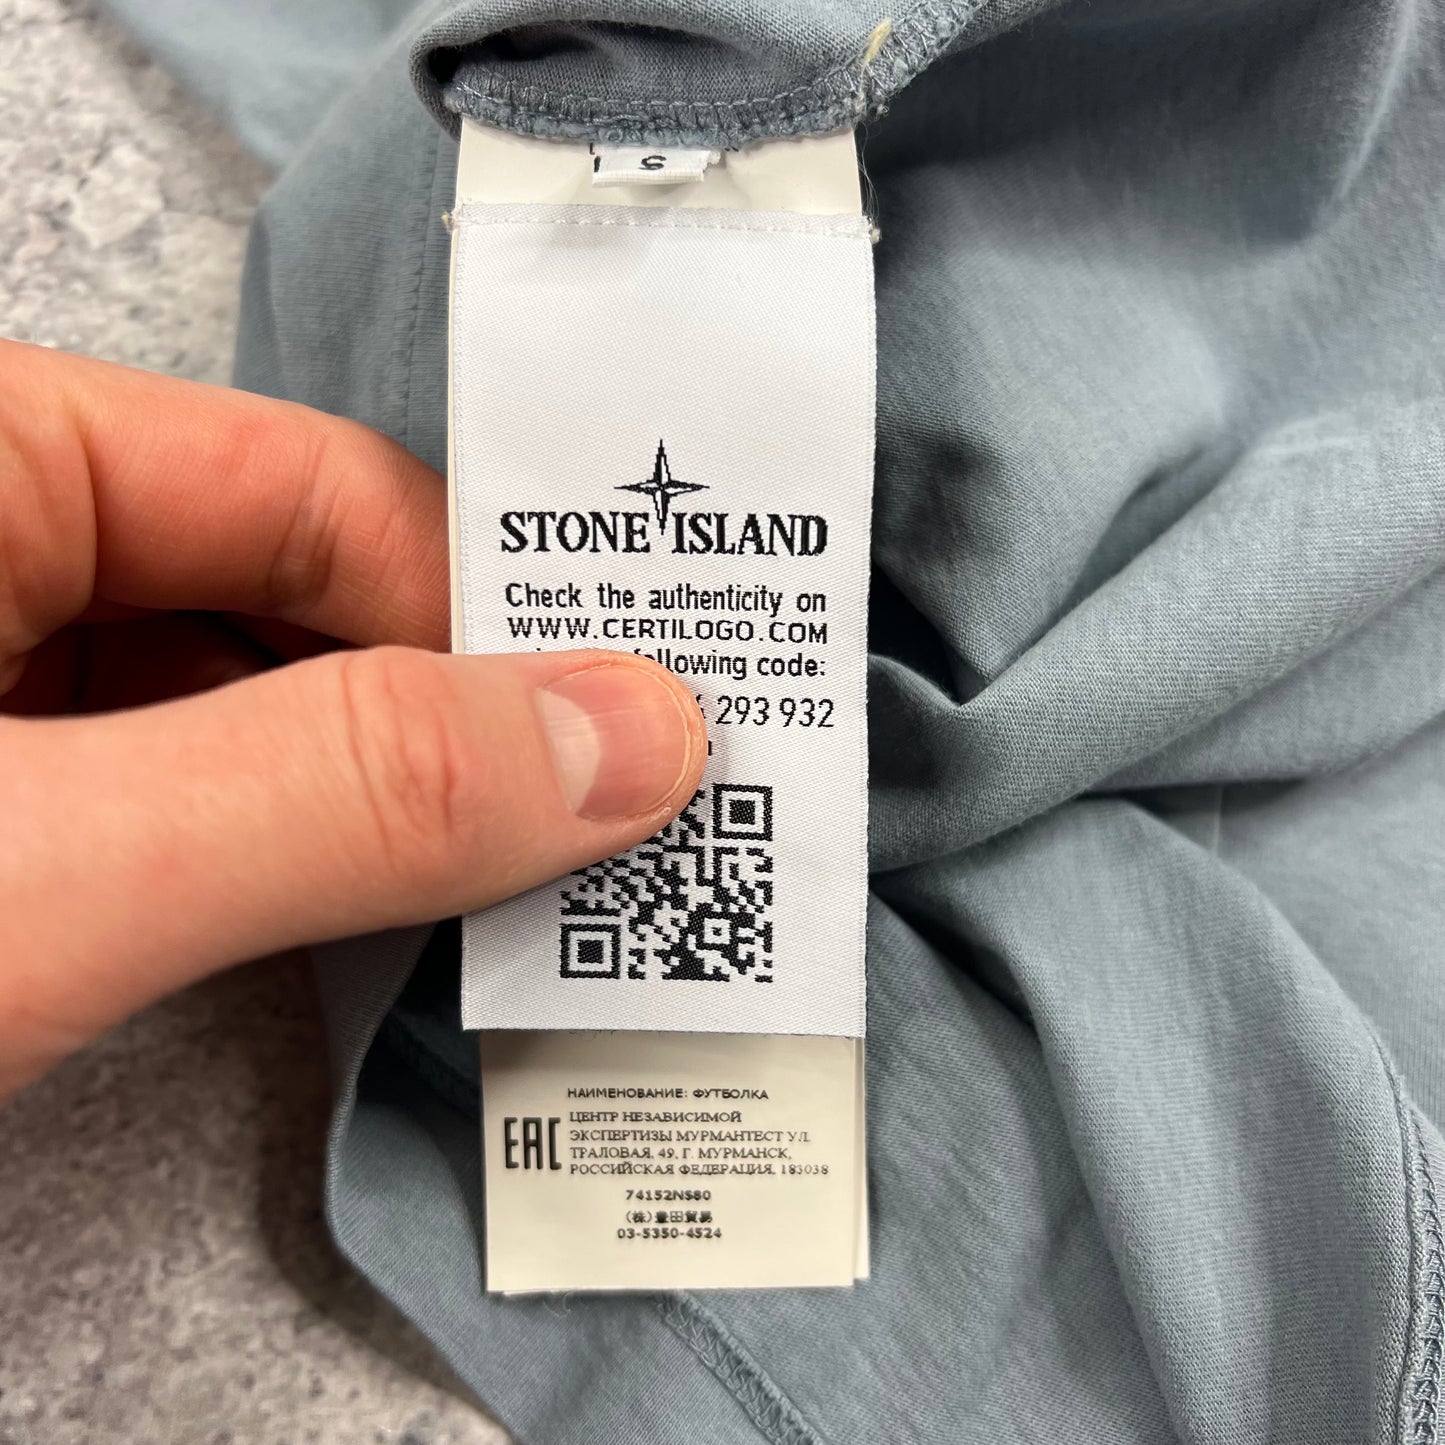 S
STONE ISLAND
Check the authenticity on
WWW.CERTILOGO.COM
following code:
293 932
НАИМЕНОВАНИЕ: ФУТБОЛКА
EAC
ЦЕНТР НЕЗАВИСИМОЙ
ЭКСПЕРТИЗЫ МУРМАНТЕСТ УЛ.
ТРАЛОВАЯ, 49, Г. МУРМАНСК,
РОССИЙСКАЯ ФЕДЕРАЦИЯ, 183038
74152NS80
(株)豊田貿易
03-5350-4524